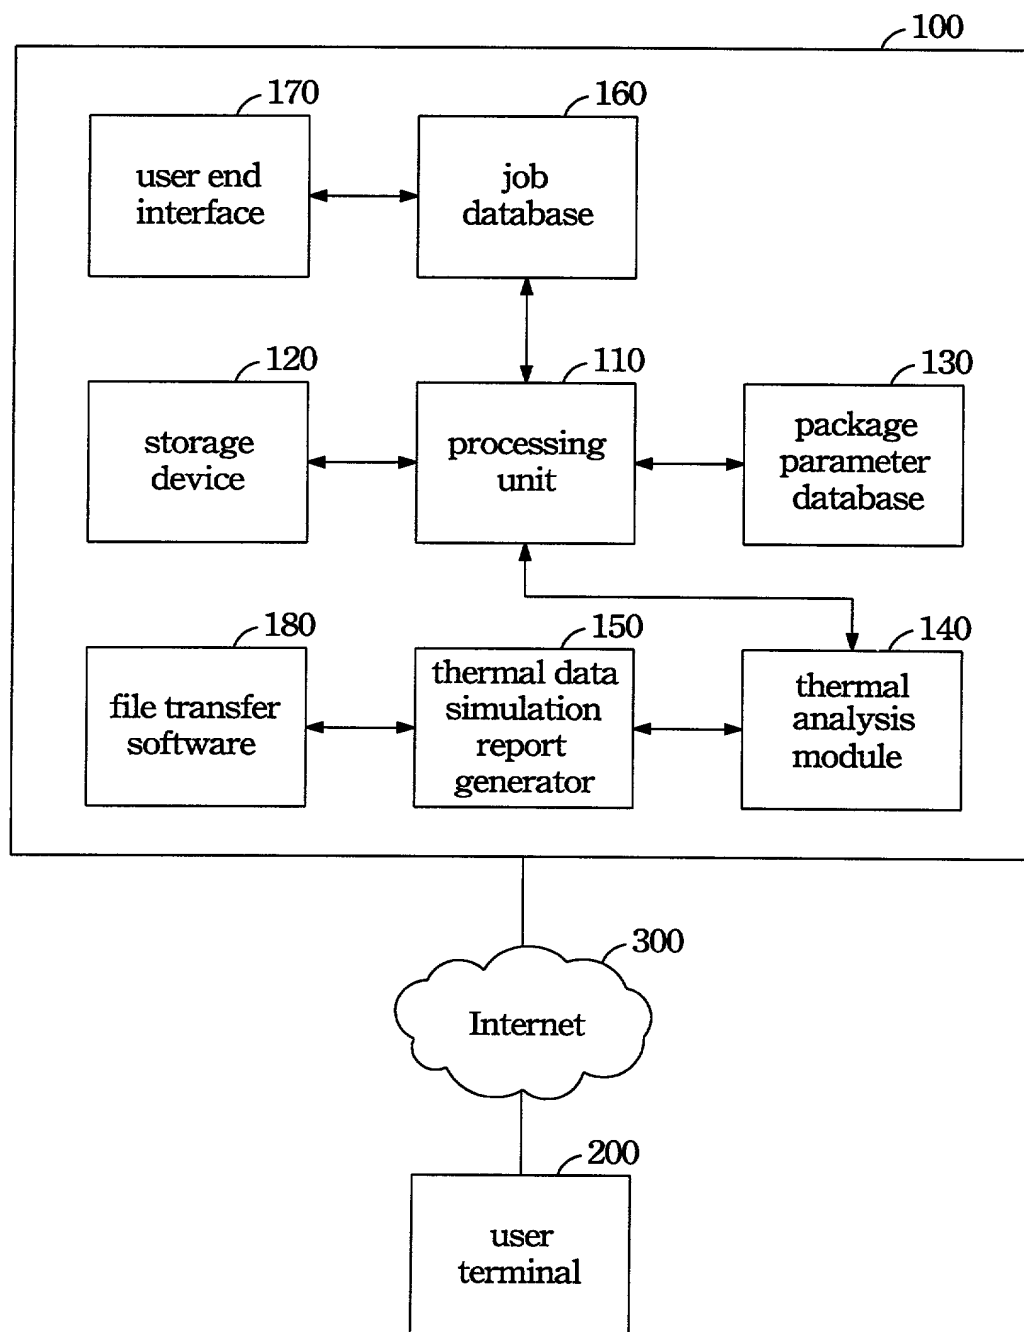 100
170
160
user end
interface
job
database
120
110
130
storage
device
processing
unit
package
parameter
database
180
150
140
file transfer
software
thermal data
simulation
report
generator
thermal
analysis
module
300
Internet
200
user
terminal